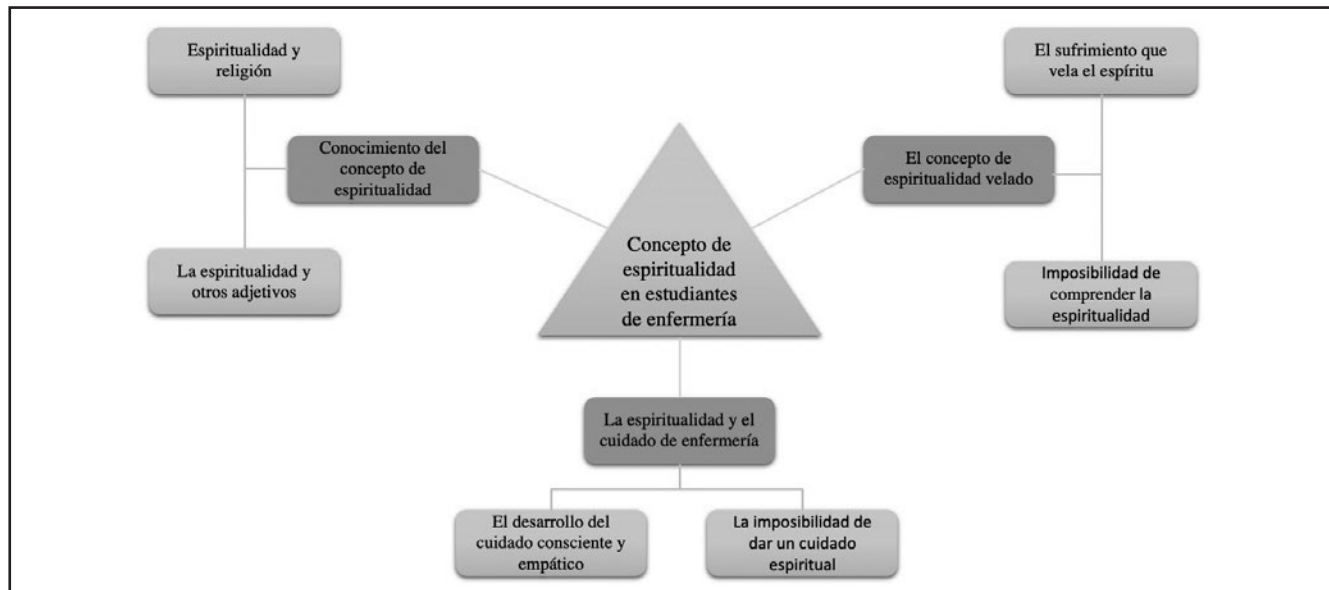 Espiritualidad y
religión
Conocimiento del
concepto de
espiritualidad
La espiritualidad y
otros adjetivos
El sufrimiento que
vela el espíritu
El concepto de
espiritualidad velado
Imposibilidad de
comprender la
espiritualidad
Concepto de
espiritualidad
en estudiantes
de enfermería
La espiritualidad y el
cuidado de enfermería
El desarrollo del
cuidado consciente y
empático
La imposibilidad de
dar un cuidado
espiritual